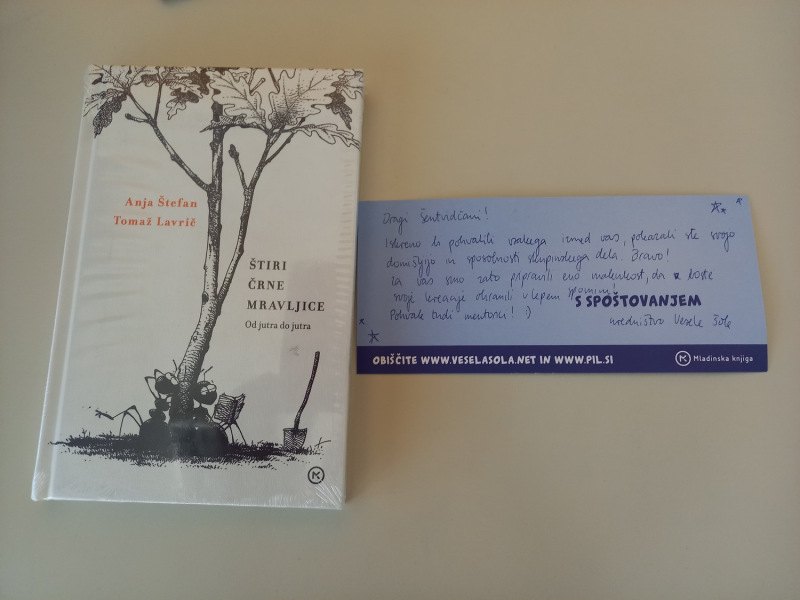 Anja Štefan
Tomaž Lavrič
ŠTIRI
ČRNE
MRAVLJICE
Od jutra do jutra
Dragi Šentvidčani!
Iskreno bi pohvalili vsakega izmed vas, pokazali ste svojo
domišljijo in sposobnosti skupinskega dela. Bravo!
Za vas smo zato pripravili eno malenkost, da boste
svoje kreacije ohranili v lepem spominu!
Pohvale tudi mentorici! :)
S SPOŠTOVANJEM
uredništvo Vesele šole
OBIŠČITE WWW.VESELASOLA.NET IN WWW.PIL.SI
Mladinska knjiga